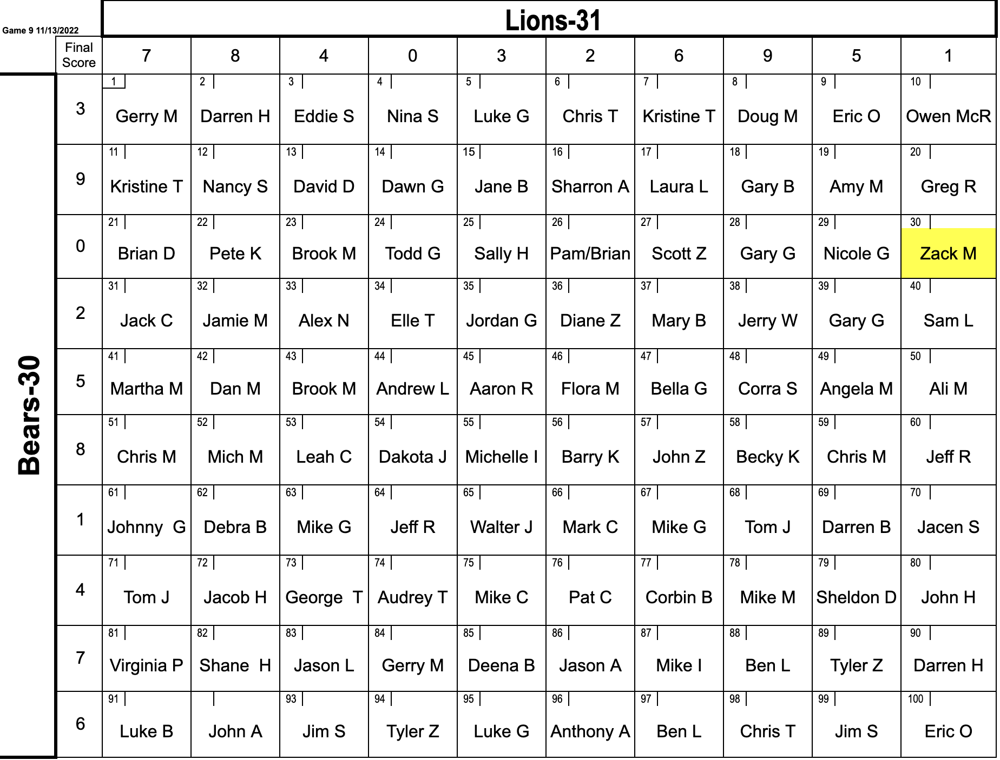 Lions-31
Game 9 11/13/2022
Final
Score
7 8 4 0 3 2 6 9 5 1
1 2 3 4 5 6 7 8 9 10
3
Gerry M Darren H Eddie S Nina S Luke G Chris T Kristine T Doug M Eric O Owen McR
11 12 13 14 15 16 17 18 19 20
9
Kristine T Nancy S David D Dawn G Jane B Sharron A Laura L Gary B Amy M Greg R
21 22 23 24 25 26 27 28 29 30
0
Brian D Pete K Brook M Todd G Sally H Pam/Brian Scott Z Gary G Nicole G Zack M
31 32 33 34 35 36 37 38 39 40
2
Jack C Jamie M Alex N Elle T Jordan G Diane Z Mary B Jerry W Gary G Sam L
41 42 43 44 45 46 47 48 49 50
5
Martha M Dan M Brook M Andrew L Aaron R Flora M Bella G Corra S Angela M Ali M
Bears-30
51 52 53 54 55 56 57 58 59 60
8
Chris M Mich M Leah C Dakota J Michelle I Barry K John Z Becky K Chris M Jeff R
61 62 63 64 65 66 67 68 69 70
1
Johnny  G Debra B Mike G Jeff R Walter J Mark C Mike G Tom J Darren B Jacen S
71 72 73 74 75 76 77 78 79 80
4
Tom J Jacob H George  T Audrey T Mike C Pat C Corbin B Mike M Sheldon D John H
81 82 83 84 85 86 87 88 89 90
7
Virginia P Shane  H Jason L Gerry M Deena B Jason A Mike I Ben L Tyler Z Darren H
91 93 94 95 96 97 98 99 100
6
Luke B John A Jim S Tyler Z Luke G Anthony A Ben L Chris T Jim S Eric O